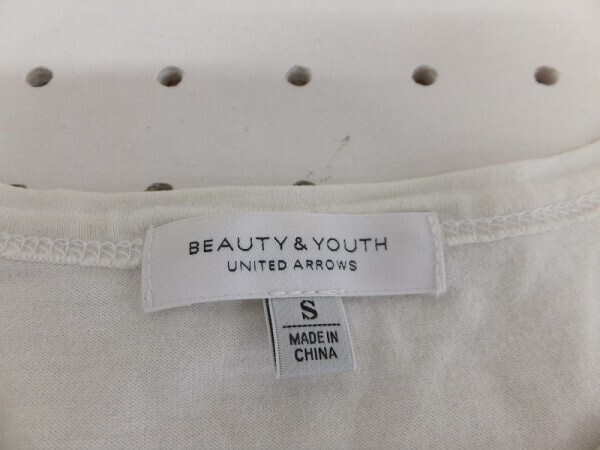 BEAUTY & YOUTH
UNITED ARROWS
S
MADE IN
CHINA